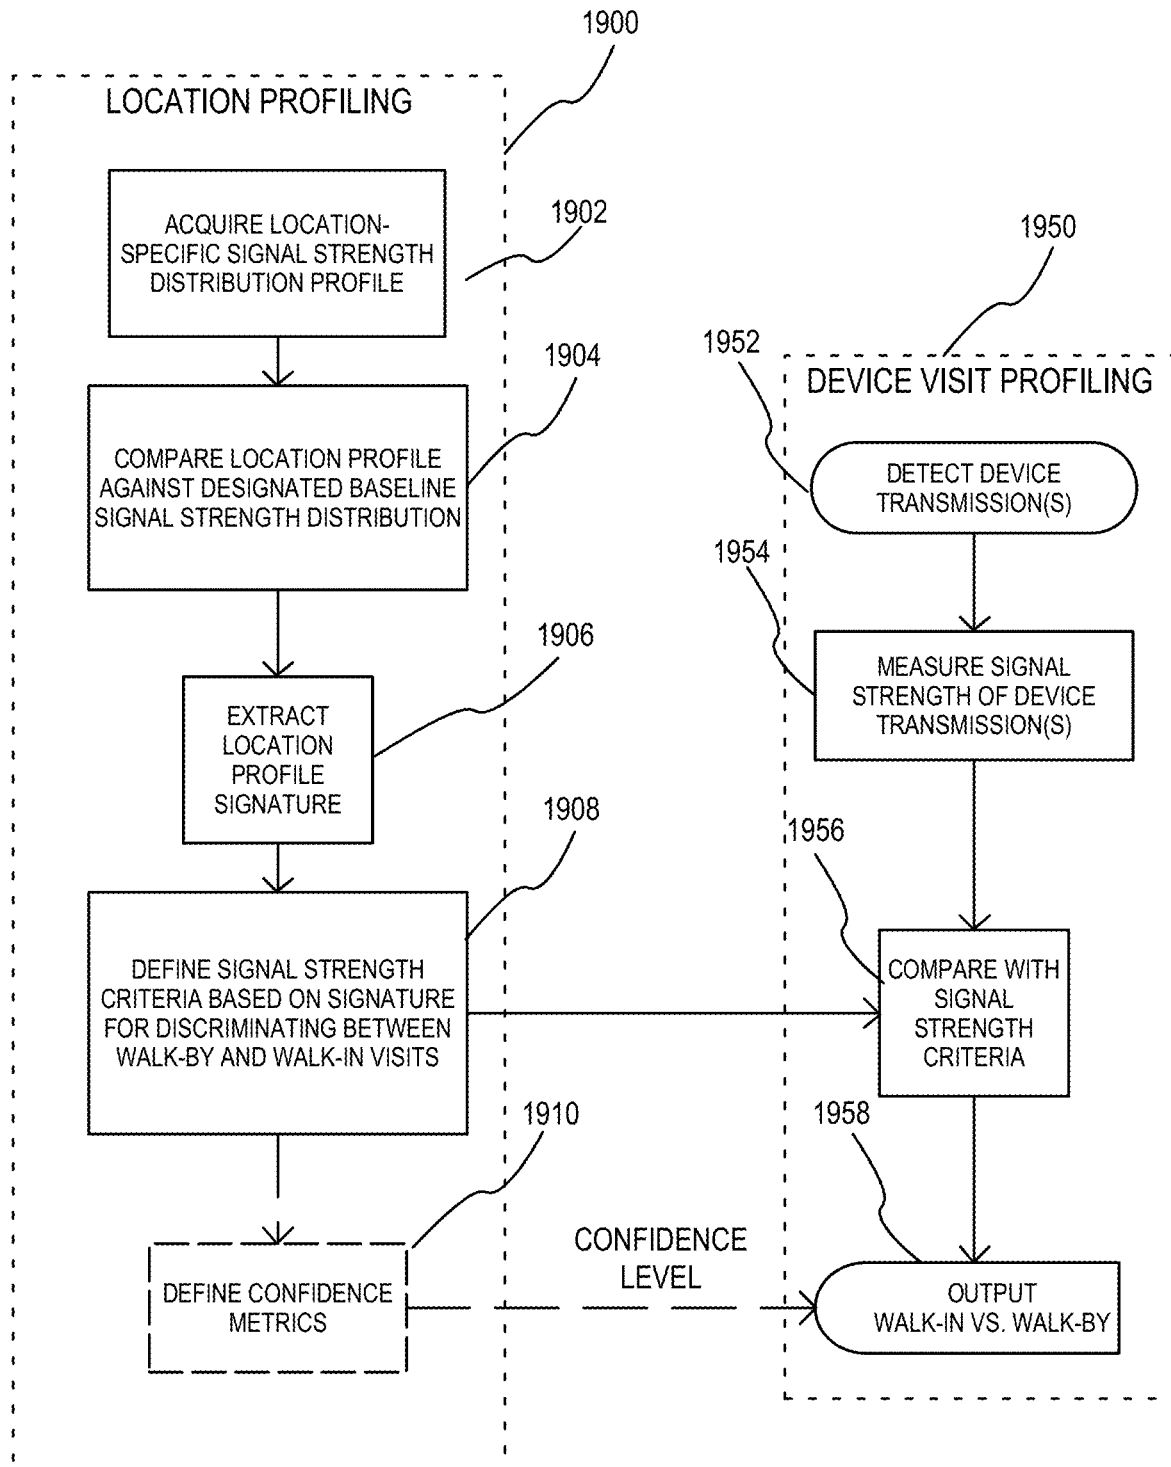 1900
LOCATION PROFILING
ACQUIRE LOCATION-
SPECIFIC SIGNAL STRENGTH
DISTRIBUTION PROFILE
1902
1904
COMPARE LOCATION PROFILE
AGAINST DESIGNATED BASELINE
SIGNAL STRENGTH DISTRIBUTION
1906
EXTRACT
LOCATION
PROFILE
SIGNATURE
1908
DEFINE SIGNAL STRENGTH
CRITERIA BASED ON SIGNATURE
FOR DISCRIMINATING BETWEEN
WALK-BY AND WALK-IN VISITS
1910
DEFINE CONFIDENCE
METRICS
CONFIDENCE
LEVEL
1950
DEVICE VISIT PROFILING
1952
DETECT DEVICE
TRANSMISSION(S)
1954
MEASURE SIGNAL
STRENGTH OF DEVICE
TRANSMISSION(S)
1956
COMPARE WITH
SIGNAL
STRENGTH
CRITERIA
1958
OUTPUT
WALK-IN VS. WALK-BY